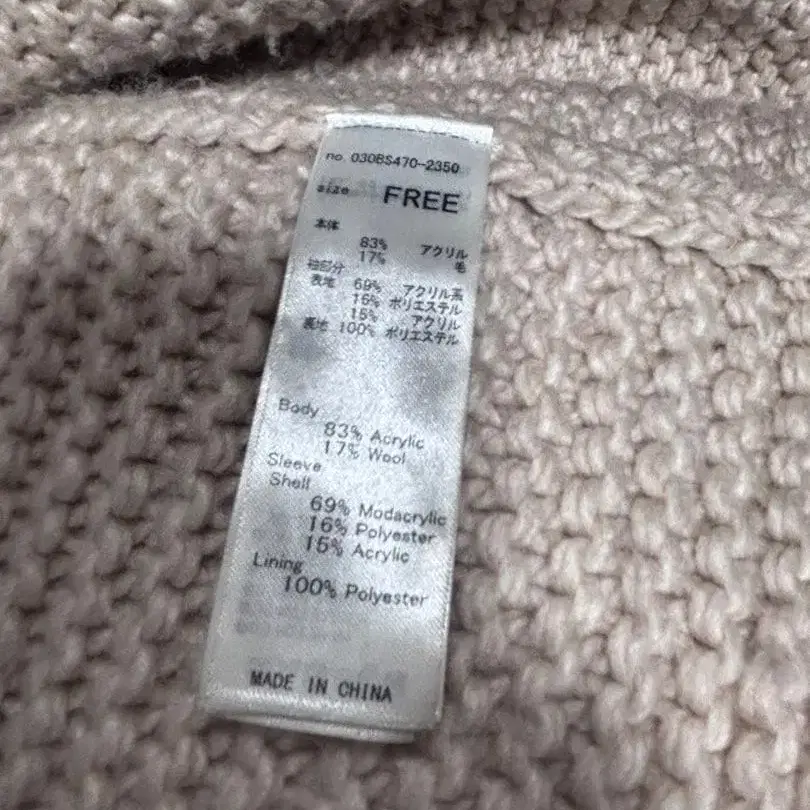 no. 030BS470-2350
size FREE
本体
83% アクリル
17% 毛
袖部分
表地 69% アクリル系
16% ポリエステル
15% アクリル
裏地 100% ポリエステル
Body
83% Acrylic
17% Wool
Sleeve
Shell
69% Modacrylic
16% Polyester
15% Acrylic
Lining
100% Polyester
MADE IN CHINA